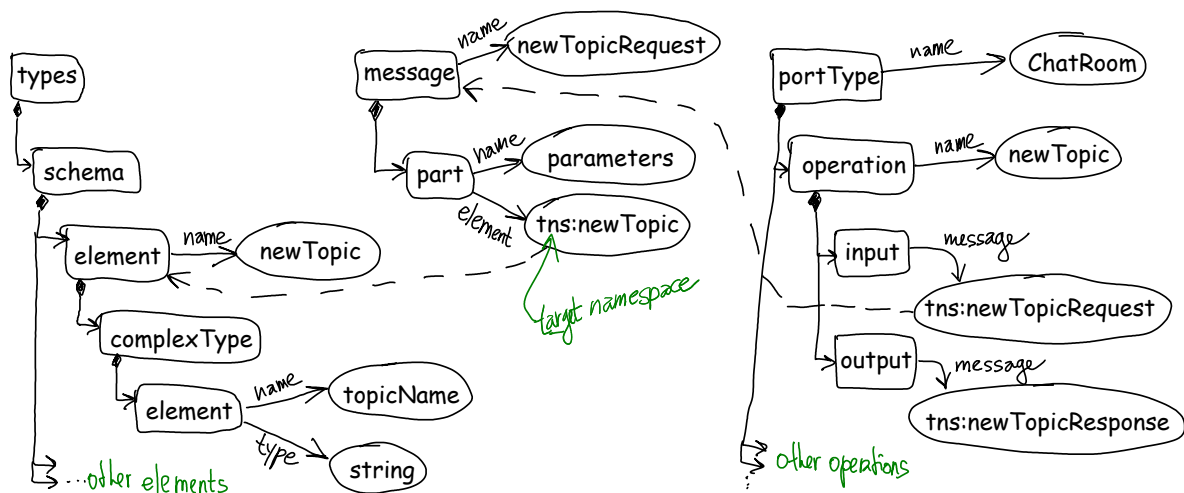 types
schema
element
name
newTopic
complexType
element
name
topicName
type
string
...other elements
message
name
newTopicRequest
part
name
parameters
element
tns:newTopic
target namespace
portType
name
ChatRoom
operation
name
newTopic
input
message
tns:newTopicRequest
output
message
tns:newTopicResponse
other operations
...